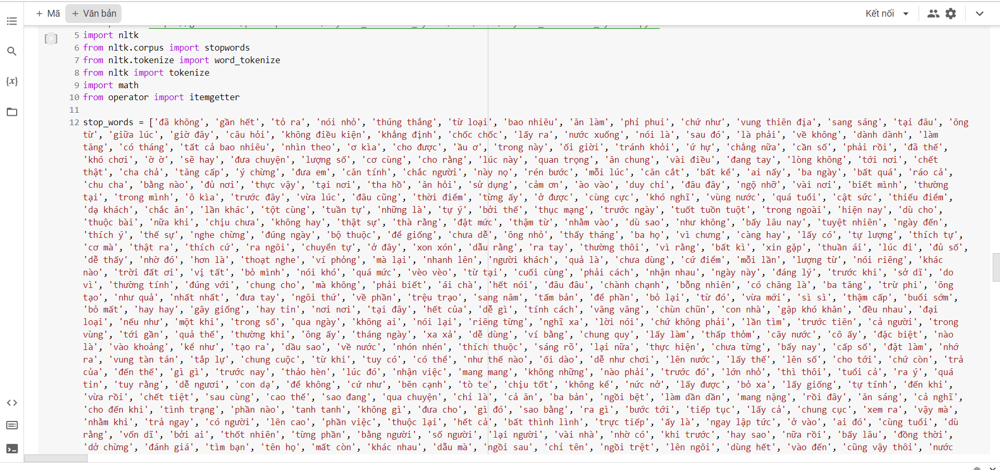 + Mã + Văn bản Kết nối
5 import nltk
6 from nltk.corpus import stopwords
7 from nltk.tokenize import word_tokenize
8 from nltk import tokenize
9 import math
10 from operator import itemgetter
11
12 stop_words = ['đã không', 'gần hết', 'tỏ ra', 'nói nhỏ', 'thúng thắng', 'từ loại', 'bao nhiêu', 'ăn làm', 'phỉ phui', 'chứ như', 'vung thiên địa', 'sang sáng', 'tại đâu', 'ông
từ', 'giữa lúc', 'giờ đây', 'câu hỏi', 'không điều kiện', 'khẳng định', 'chốc chốc', 'lấy ra', 'nước xuống', 'nói là', 'sau đó', 'là phải', 'về không', 'dành dành', 'làm
tăng', 'có tháng', 'tất cả bao nhiêu', 'nhìn theo', 'ơ kìa', 'cho được', 'ầu ơ', 'trong này', 'ối giời', 'tránh khỏi', 'ứ hự', 'chẳng nữa', 'cần số', 'phải rồi', 'đã thế',
'khó chơi', 'ờ ờ', 'sẽ hay', 'đưa chuyện', 'lượng số', 'cơ cùng', 'cho rằng', 'lúc này', 'quan trọng', 'ăn chung', 'vài điều', 'đang tay', 'lòng không', 'tới nơi', 'chết
thật', 'cha chả', 'tăng cấp', 'ý chừng', 'đưa em', 'căn tính', 'chắc người', 'này nọ', 'rén bước', 'mỗi lúc', 'căn cắt', 'bất kể', 'ai nấy', 'ba ngày', 'bất quá', 'ráo cả',
'chu cha', 'bằng nào', 'đủ nơi', 'thực vậy', 'tại nơi', 'tha hồ', 'ăn hỏi', 'sử dụng', 'cảm ơn', 'ào vào', 'duy chỉ', 'đâu đây', 'ngộ nhỡ', 'vài nơi', 'biết mình', 'thường
tại', 'trong mình', 'ô kìa', 'trước đây', 'vừa lúc', 'đâu cũng', 'thời điểm', 'từng ấy', 'ở được', 'cùng cực', 'khó nghĩ', 'vùng nước', 'quá tuổi', 'cật sức', 'thiếu điểm',
'dạ khách', 'chắc ăn', 'lần khác', 'tột cùng', 'tuần tự', 'những là', 'tự ý', 'bởi thế', 'thục mạng', 'trước ngày', 'tuốt tuồn tuột', 'trong ngoài', 'hiện nay', 'dù cho',
'thuộc bài', 'nữa khi', 'chịu chưa', 'không hay', 'thật sự', 'thà rằng', 'đặt mức', 'thậm từ', 'nhằm vào', 'dù sao', 'như không', 'bấy lâu nay', 'tuyệt nhiên', 'ngày đến',
'thích ý', 'thế sự', 'nghe chừng', 'đúng ngày', 'bộ thuộc', 'để giống', 'chưa dễ', 'ông nhỏ', 'thấy tháng', 'ba họ', 'vì chưng', 'càng hay', 'lấy có', 'tự lượng', 'thích tự',
'cơ mà', 'thật ra', 'thích cứ', 'ra ngôi', 'chuyển tự', 'ở đây', 'xon xón', 'dẫu rằng', 'ra tay', 'thường thôi', 'vì rằng', 'bất kì', 'xin gặp', 'thuần ái', 'lúc đi', 'đủ số',
'dễ thấy', 'nhờ đó', 'hơn là', 'thoạt nghe', 'ví phỏng', 'mà lại', 'nhanh lên', 'người khách', 'quả là', 'chưa dùng', 'cứ điểm', 'mỗi lần', 'lượng từ', 'nói riêng', 'khác
nào', 'trời đất ơi', 'vị tất', 'bỏ mình', 'nói khó', 'quá mức', 'vèo vèo', 'từ tại', 'cuối cùng', 'phải cách', 'nhận nhau', 'ngày này', 'đáng lý', 'trước khi', 'sở dĩ', 'do
vì', 'thường tính', 'đúng với', 'chung cho', 'mà không', 'phải biết', 'ái chà', 'hết nói', 'đâu đâu', 'chành chạnh', 'bỗng nhiên', 'có chăng là', 'ba tăng', 'trừ phi', 'ông
tạo', 'như quả', 'nhất nhất', 'đưa tay', 'ngôi thứ', 'về phần', 'trệu trạo', 'sang năm', 'tấm bản', 'để phần', 'bỏ lại', 'từ đó', 'vừa mới', 'sì sì', 'thậm cấp', 'buổi sớm',
'bỏ mất', 'hay hay', 'gây giống', 'hay tin', 'nơi nơi', 'tại đây', 'hết của', 'dễ gì', 'tính cách', 'vâng vâng', 'chùn chũn', 'con nhà', 'gặp khó khăn', 'đều nhau', 'đại
loại', 'nếu như', 'một khi', 'trong số', 'qua ngày', 'không ai', 'nói lại', 'riêng từng', 'nghĩ xa', 'lời nói', 'chứ không phải', 'lần tìm', 'trước tiên', 'cả người', 'trong
vùng', 'tới gần', 'quả thế', 'thường khi', 'ông ấy', 'tháng ngày', 'xa xả', 'dễ dùng', 'ví bằng', 'chung quy', 'lấy làm', 'thấp thỏm', 'cây nước', 'cô ấy', 'đặc biệt', 'nào
là', 'vào khoảng', 'kể như', 'tạo ra', 'dầu sao', 'về nước', 'nhón nhén', 'thích thuộc', 'sáng rõ', 'lại nữa', 'thực hiện', 'chưa từng', 'bấy nay', 'cấp số', 'đặt làm', 'nhớ
ra', 'vung tàn tán', 'tắp lự', 'chung cuộc', 'từ khi', 'tuy có', 'có thể', 'như thế nào', 'ối dào', 'dễ như chơi', 'lên nước', 'lấy thế', 'lên số', 'cho tới', 'chứ còn', 'trả
của', 'đến thế', 'gì gì', 'trước nay', 'thảo hèn', 'lúc đó', 'nhận việc', 'mang mang', 'không những', 'nào phải', 'trước đó', 'lớn nhỏ', 'thì thôi', 'tuổi cả', 'ra ý', 'quá
tin', 'tuy rằng', 'dễ ngươi', 'con dạ', 'để không', 'cứ như', 'bên cạnh', 'tò te', 'chịu tốt', 'không kể', 'nức nở', 'lấy được', 'bỏ xa', 'lấy giống', 'tự tính', 'đến khi',
'vừa rồi', 'chết tiệt', 'sau cùng', 'cao thế', 'sao đang', 'qua chuyện', 'chỉ là', 'cả ăn', 'ba bản', 'ngồi bệt', 'làm dần dần', 'mang nặng', 'rồi đây', 'ăn sáng', 'cả nghĩ',
'cho đến khi', 'tình trạng', 'phần nào', 'tanh tanh', 'không gì', 'đưa cho', 'gì đó', 'sao bằng', 'ra gì', 'bước tới', 'tiếp tục', 'lấy cả', 'chung cục', 'xem ra', 'vậy mà',
'nhằm khi', 'trả ngay', 'có người', 'lên cao', 'phần việc', 'thuộc lại', 'hết cả', 'bất thình lình', 'trực tiếp', 'ấy là', 'ngay lập tức', 'ở vào', 'ai đó', 'cùng tuổi', 'dù
rằng', 'vốn dĩ', 'bởi ai', 'thốt nhiên', 'từng phần', 'bằng người', 'số người', 'lại người', 'vài nhà', 'nhờ có', 'khi trước', 'hay sao', 'nữa rồi', 'bấy lâu', 'đồng thời',
'dở chừng', 'đánh giá', 'tìm bạn', 'tên họ', 'mất còn', 'khác nhau', 'dẫu mà', 'ngồi sau', 'chỉ tên', 'ngồi trệt', 'lên ngôi', 'dùng hết', 'vào đến', 'cũng vậy thôi', 'nước